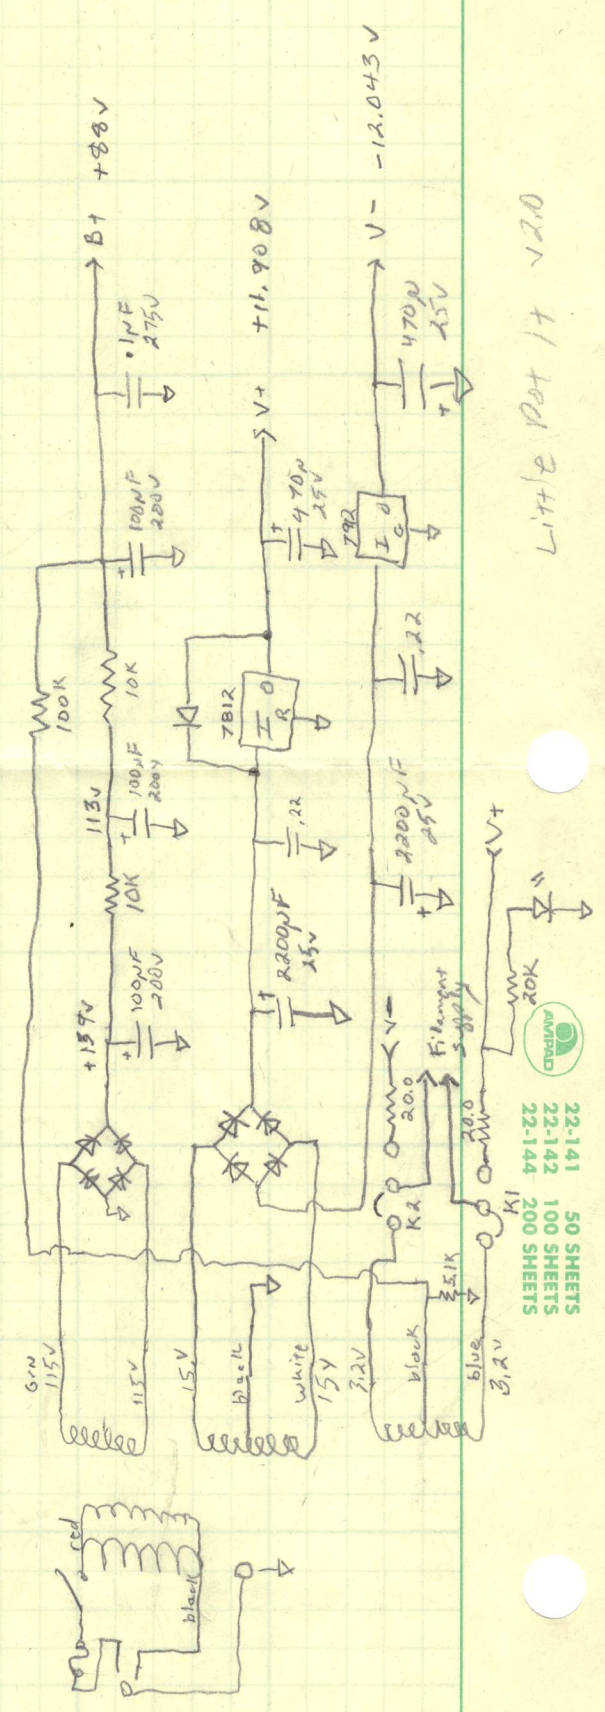 B+ +88V
.1µF
275V
100µF
200V
100K
10K
113V
100µF
200V
10K
+139V
100µF
200V
GRN
115V
115V
red
black
V+ +11.908V
470µ
25V
7812
I O
R
.22
2200µF
25V
15V
black
white
15V
V- -12.043V
470µ
25V
7912
I O
G
.22
2200µF
25V
V-
20.0
K2
Filament
Supply
3.2V
black
5.1K
blue
3.2V
K1
20.0
20K
V+
Little Dot 1+ V2.0
AMPAD
22-141 50 SHEETS
22-142 100 SHEETS
22-144 200 SHEETS